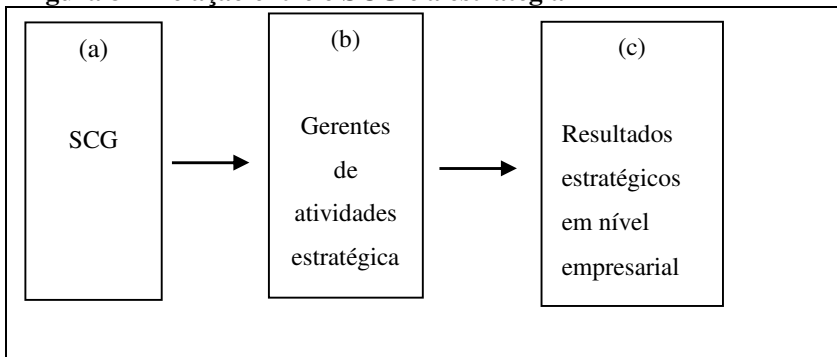 (a)
SCG
(b)
Gerentes
de
atividades
estratégica
(c)
Resultados
estratégicos
em nível
empresarial